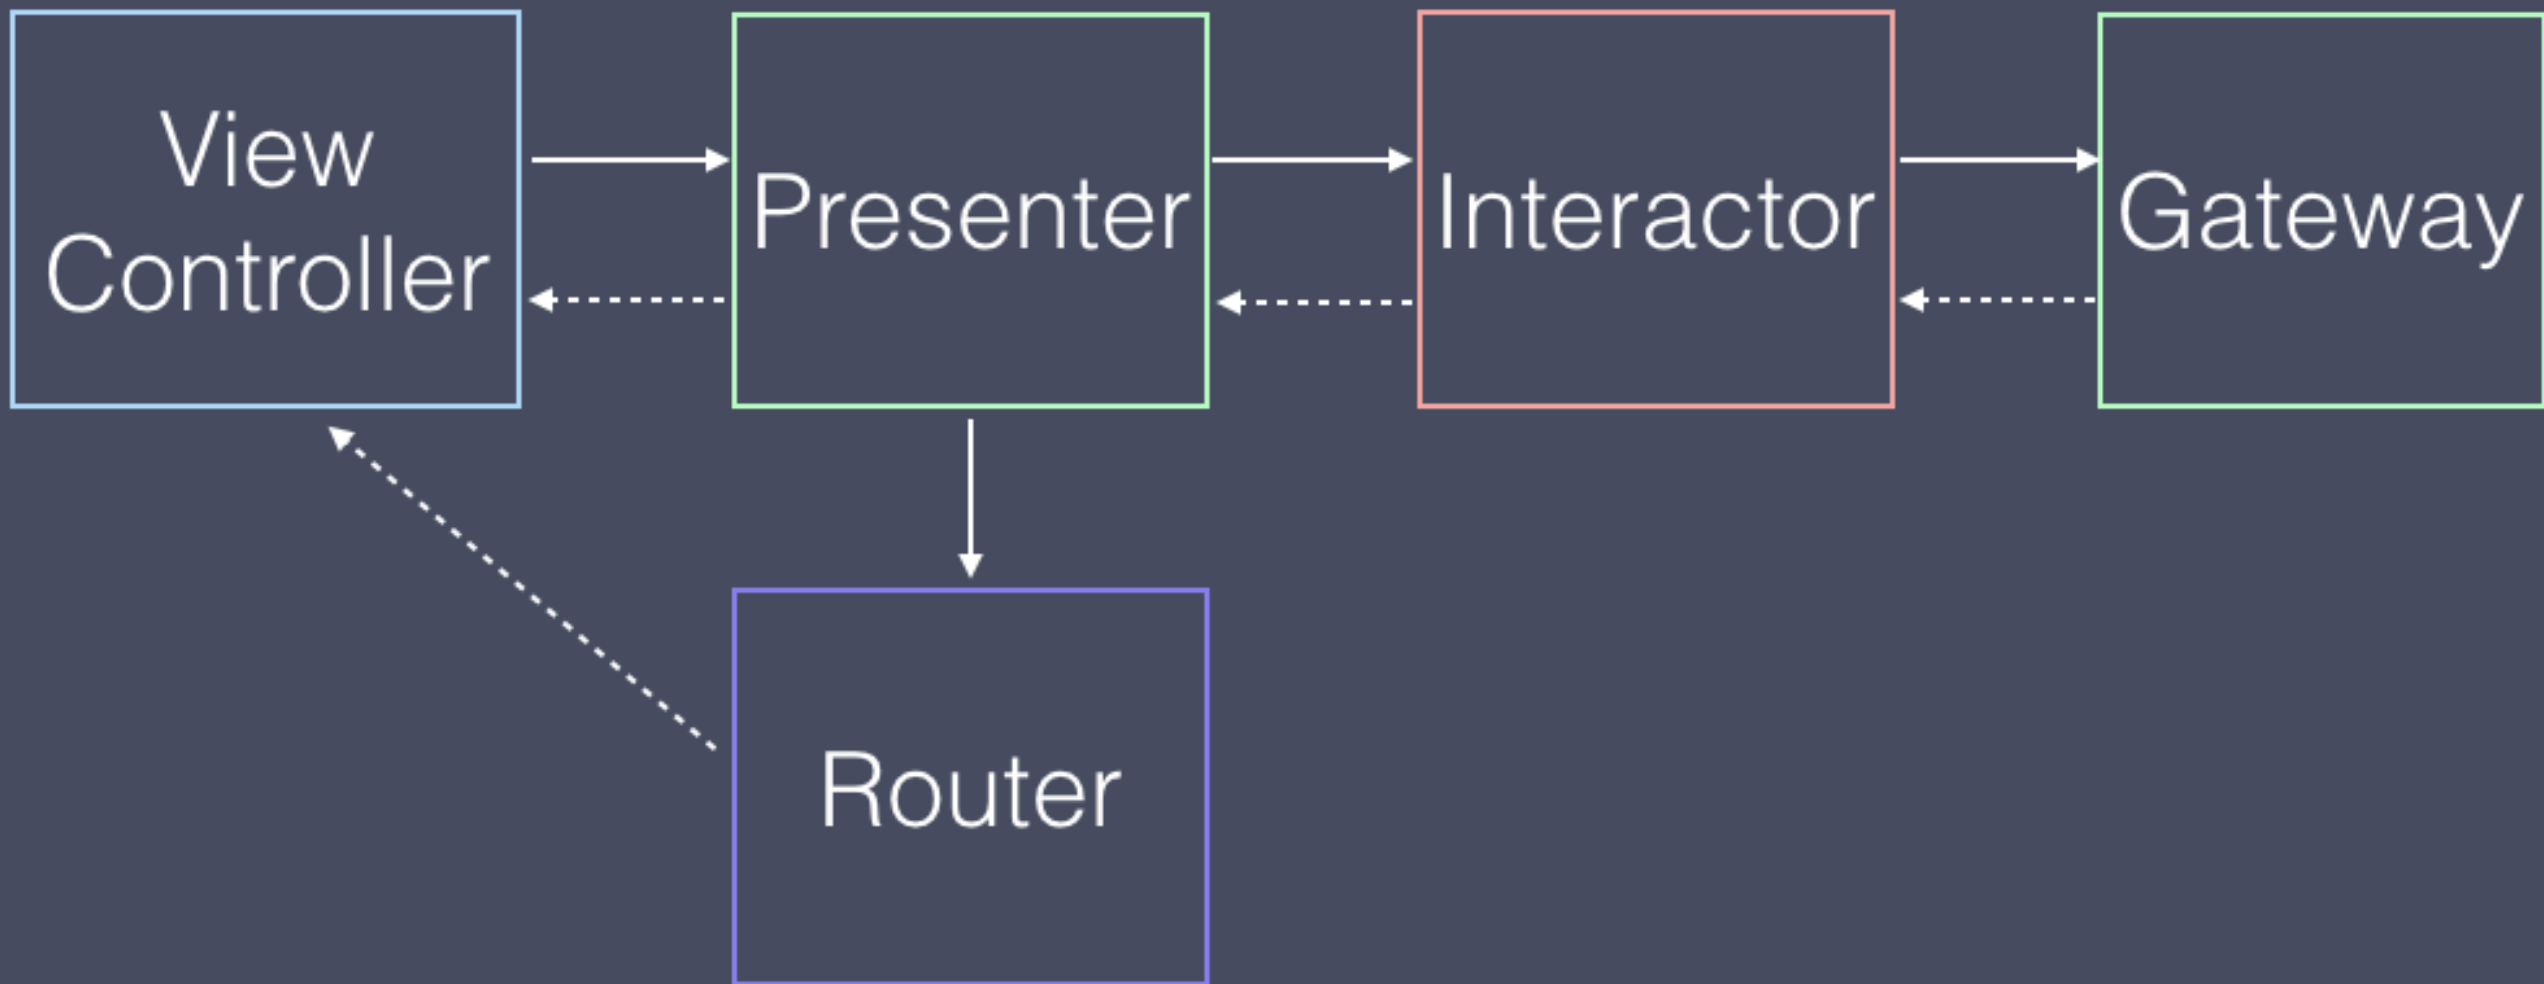 View
Controller
Presenter
Interactor
Gateway
Router